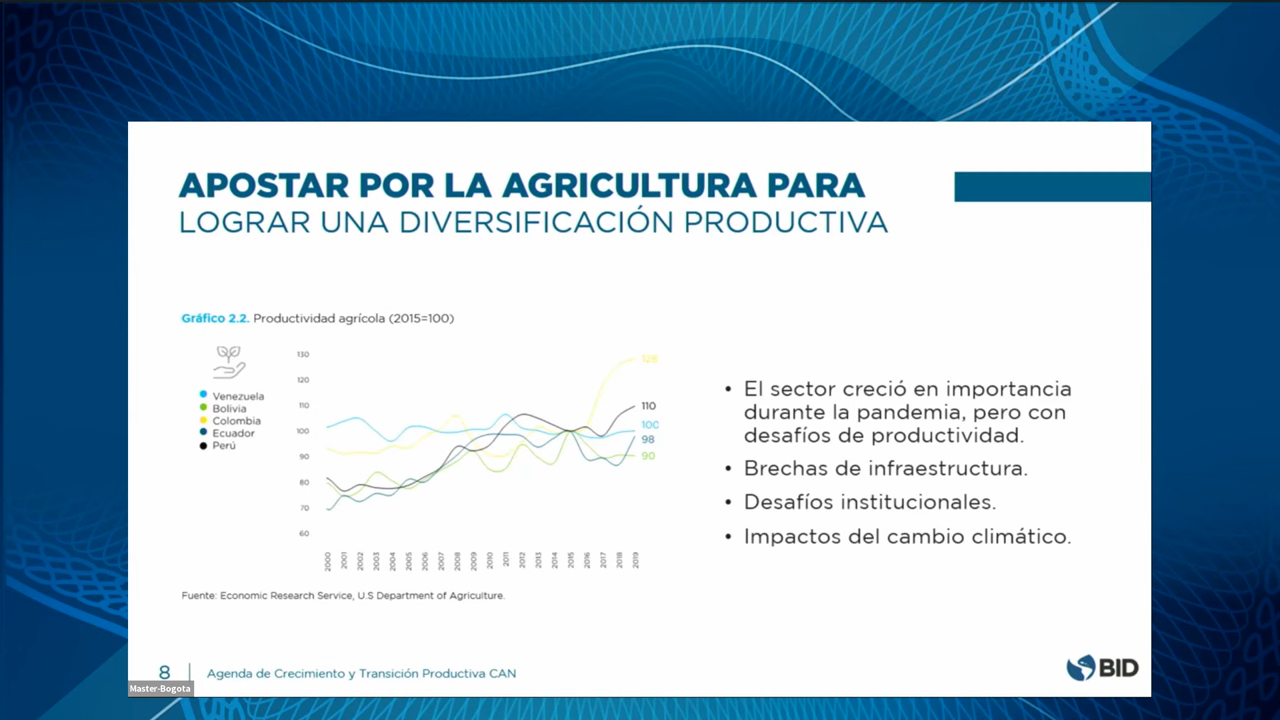 APOSTAR POR LA AGRICULTURA PARA
LOGRAR UNA DIVERSIFICACIÓN PRODUCTIVA
Gráfico 2.2. Productividad agrícola (2015=100)
Venezuela
Bolivia
Colombia
Ecuador
Perú
130
120
110
100
90
80
70
60
128
110
100
98
90
2000
2001
2002
2003
2004
2005
2006
2007
2008
2009
2010
2011
2012
2013
2014
2015
2016
2017
2018
2019
Fuente: Economic Research Service, U.S Department of Agriculture.
• El sector creció en importancia
durante la pandemia, pero con
desafíos de productividad.
• Brechas de infraestructura.
• Desafíos institucionales.
• Impactos del cambio climático.
8
Agenda de Crecimiento y Transición Productiva CAN
BID
Master-Bogota